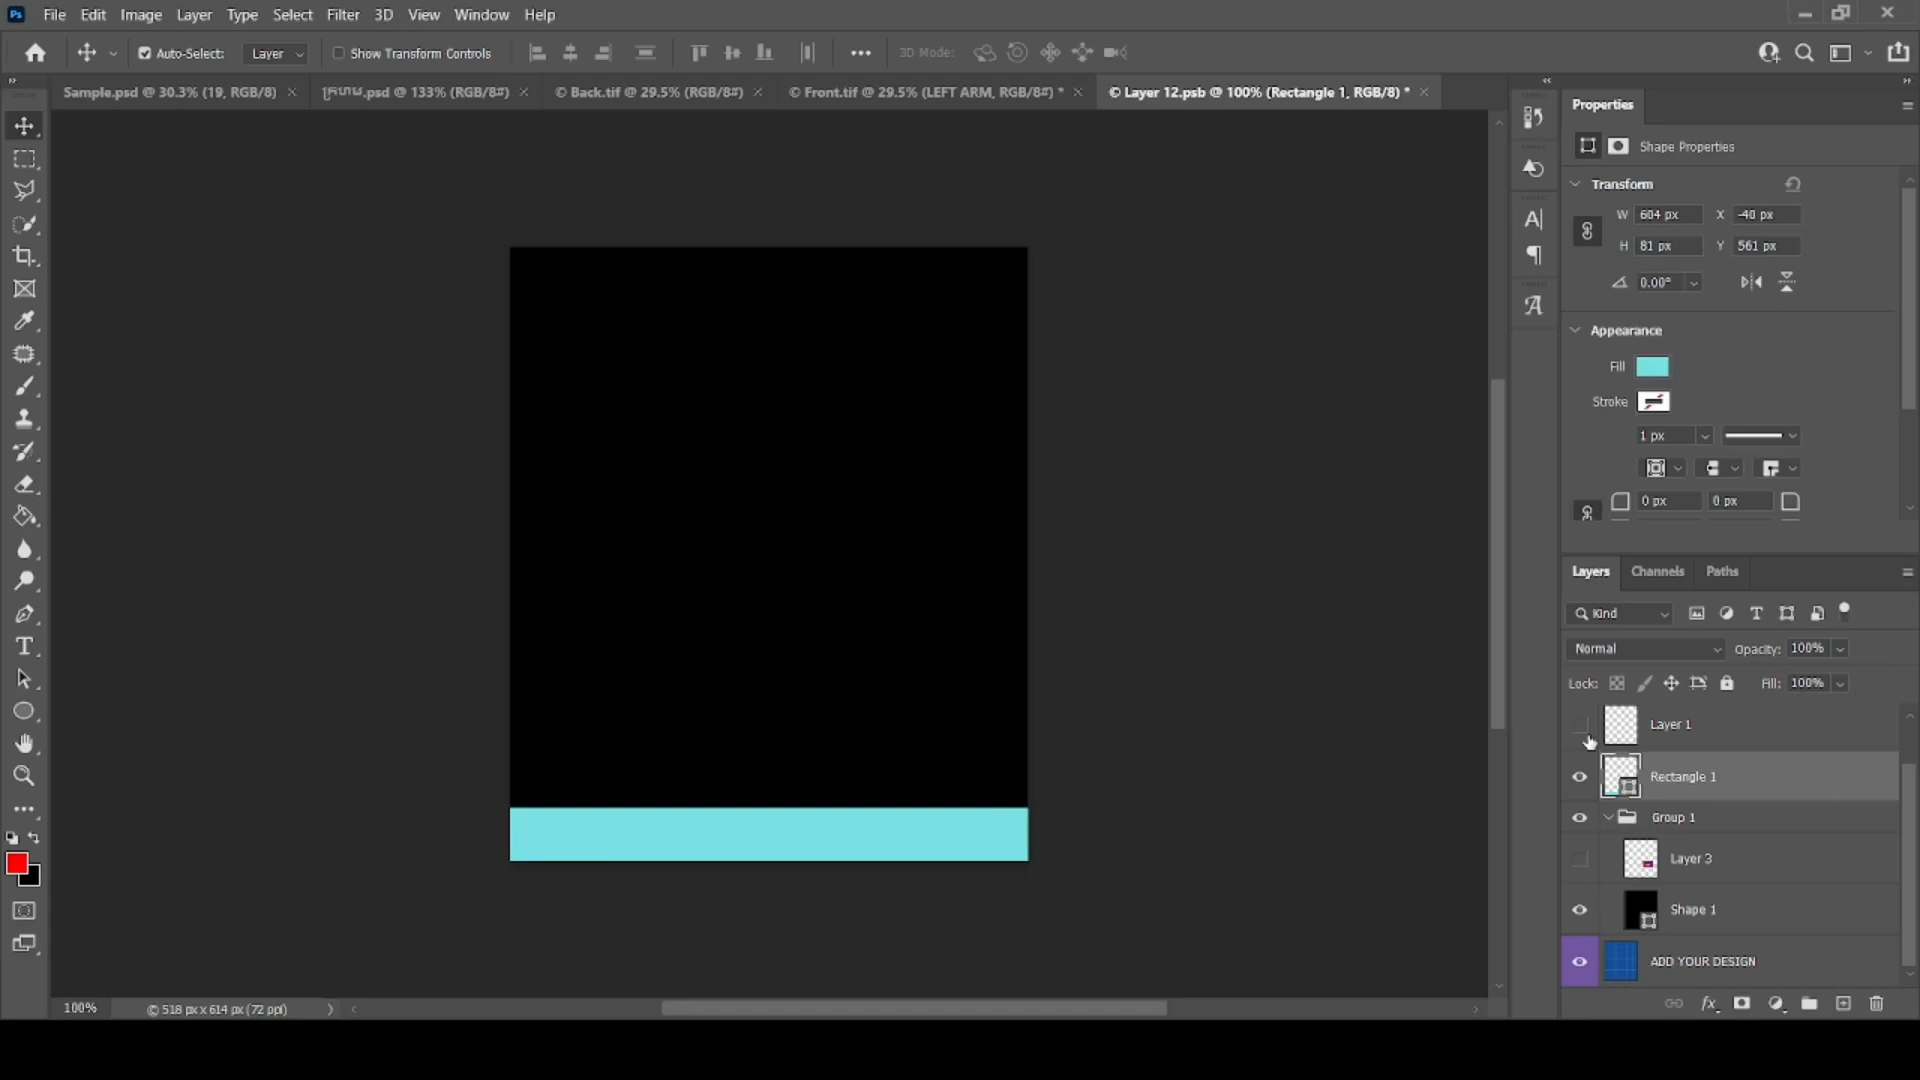 Ps File Edit Image Layer Type Select Filter 3D View Window Help
Auto-Select: Layer Show Transform Controls 3D Mode:
Sample.psd @ 30.3% (19, RGB/8) .psd @ 133% (RGB/8#) © Back.tif @ 29.5% (RGB/8#) © Front.tif @ 29.5% (LEFT ARM, RGB/8#) * © Layer 12.psb @ 100% (Rectangle 1, RGB/8) *
Properties
Shape Properties
Transform
W 604 px X -40 px
H 81 px Y 561 px
0.00°
Appearance
Fill
Stroke
1 px
0 px 0 px
Layers Channels Paths
Kind
Normal Opacity: 100%
Lock: Fill: 100%
Layer 1
Rectangle 1
Group 1
Layer 3
Shape 1
ADD YOUR DESIGN
100% © 518 px x 614 px (72 ppi)